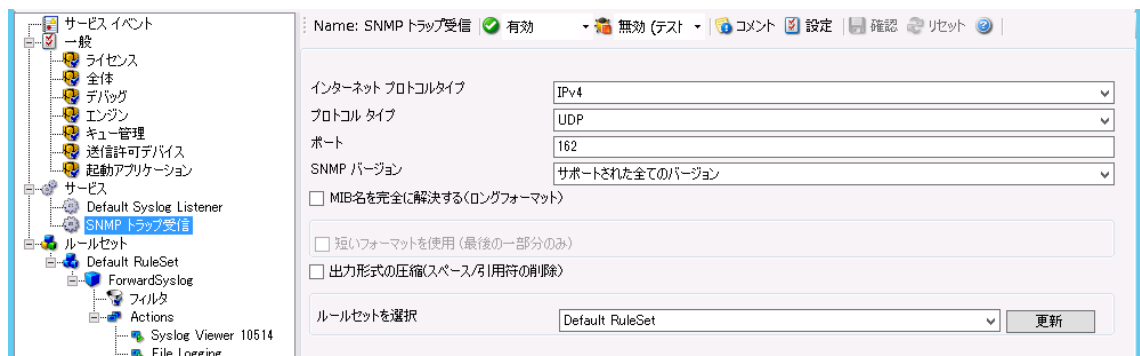 サービス イベント
一般
ライセンス
全体
デバッグ
エンジン
キュー管理
送信許可デバイス
起動アプリケーション
サービス
Default Syslog Listener
SNMP トラップ受信
ルールセット
Default RuleSet
ForwardSyslog
フィルタ
Actions
Syslog Viewer 10514
File Logging
Name: SNMP トラップ受信 有効 無効 (テスト コメント 設定 確認 リセット
インターネット プロトコルタイプ IPv4
プロトコル タイプ UDP
ポート 162
SNMP バージョン サポートされた全てのバージョン
MIB名を完全に解決する(ロングフォーマット)
短いフォーマットを使用 (最後の一部分のみ)
出力形式の圧縮(スペース/引用符の削除)
ルールセットを選択 Default RuleSet 更新